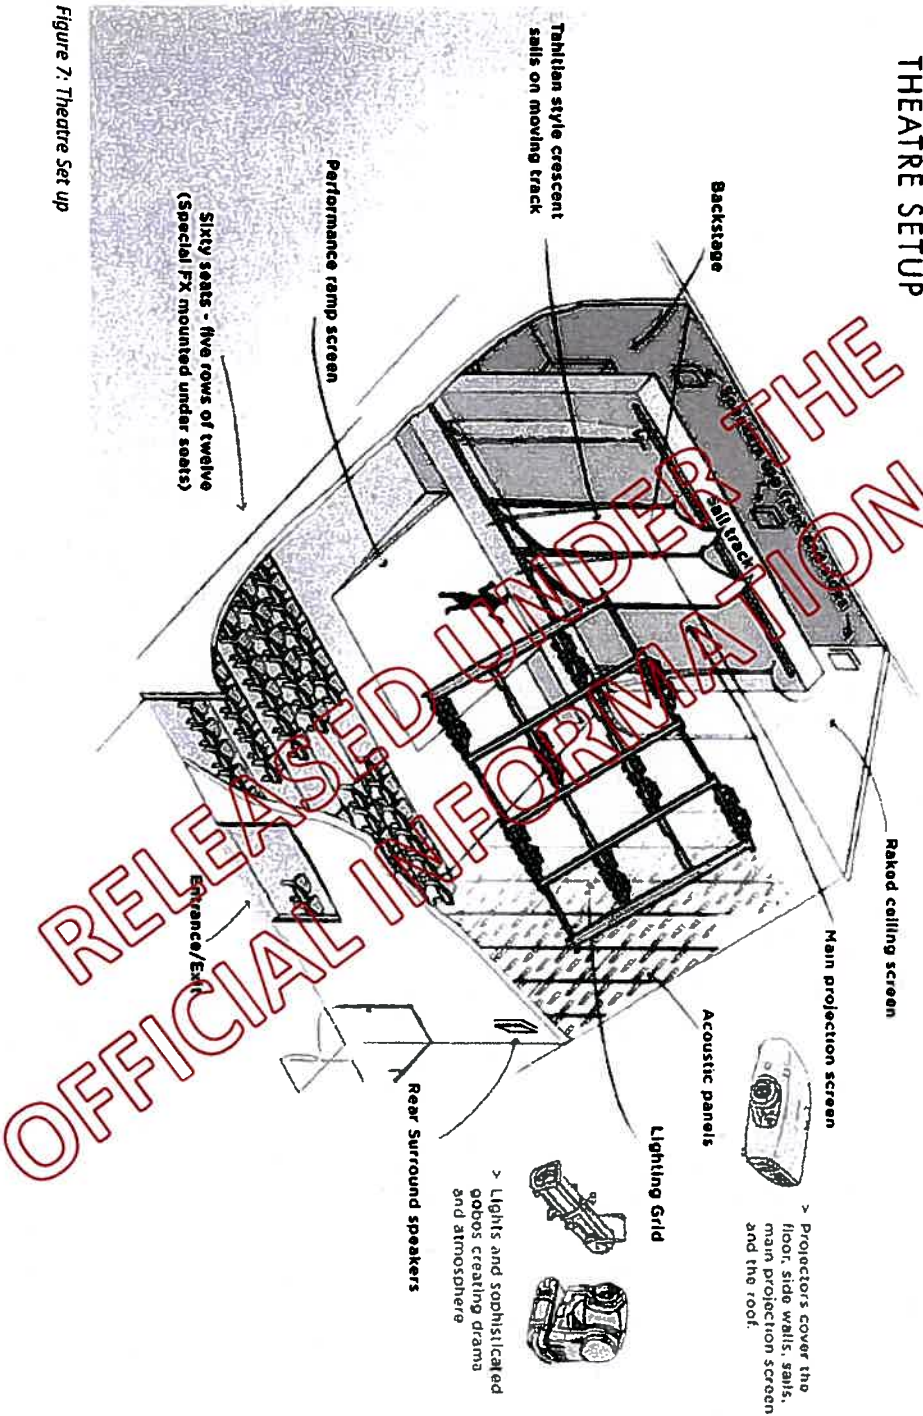 THEATRE SETUP
Backstage
Tahitian style crescent
sails on moving track
Performance ramp screen
Sixty seats - five rows of twelve
(Special FX mounted under seats)
Sail track
Raked ceiling screen
Main projection screen
Acoustic panels
Lighting Grid
Rear Surround speakers
Entrance/Exit
> Projectors cover the
floor, side walls, sails,
main projection screen
and the roof.
> Lights and sophisticated
gobos creating drama
and atmosphere
Figure 7: Theatre Set up
RELEASED UNDER THE
OFFICIAL INFORMATION